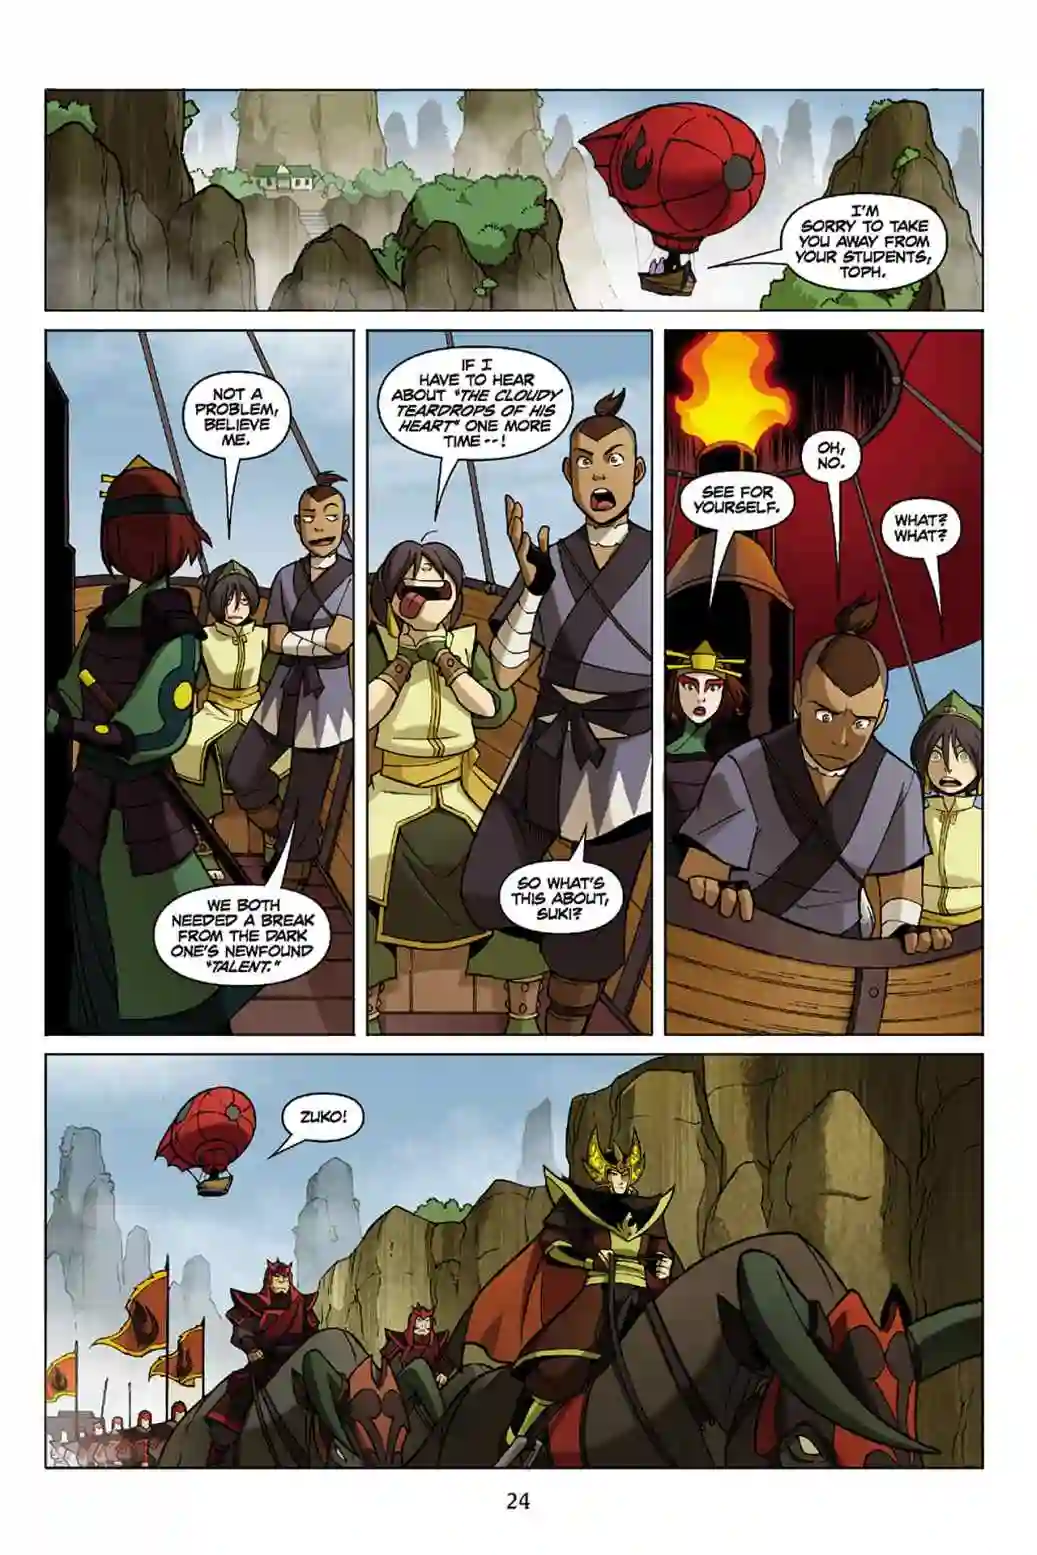 I'M
SORRY TO TAKE
YOU AWAY FROM
YOUR STUDENTS,
TOPH.
NOT A
PROBLEM,
BELIEVE
ME.
WE BOTH
NEEDED A BREAK
FROM THE DARK
ONE'S NEWFOUND
"TALENT."
IF I
HAVE TO HEAR
ABOUT "THE CLOUDY
TEARDROPS OF HIS
HEART" ONE MORE
TIME--!
SO WHAT'S
THIS ABOUT,
SUKI?
SEE FOR
YOURSELF.
OH,
NO.
WHAT?
WHAT?
ZUKO!
24